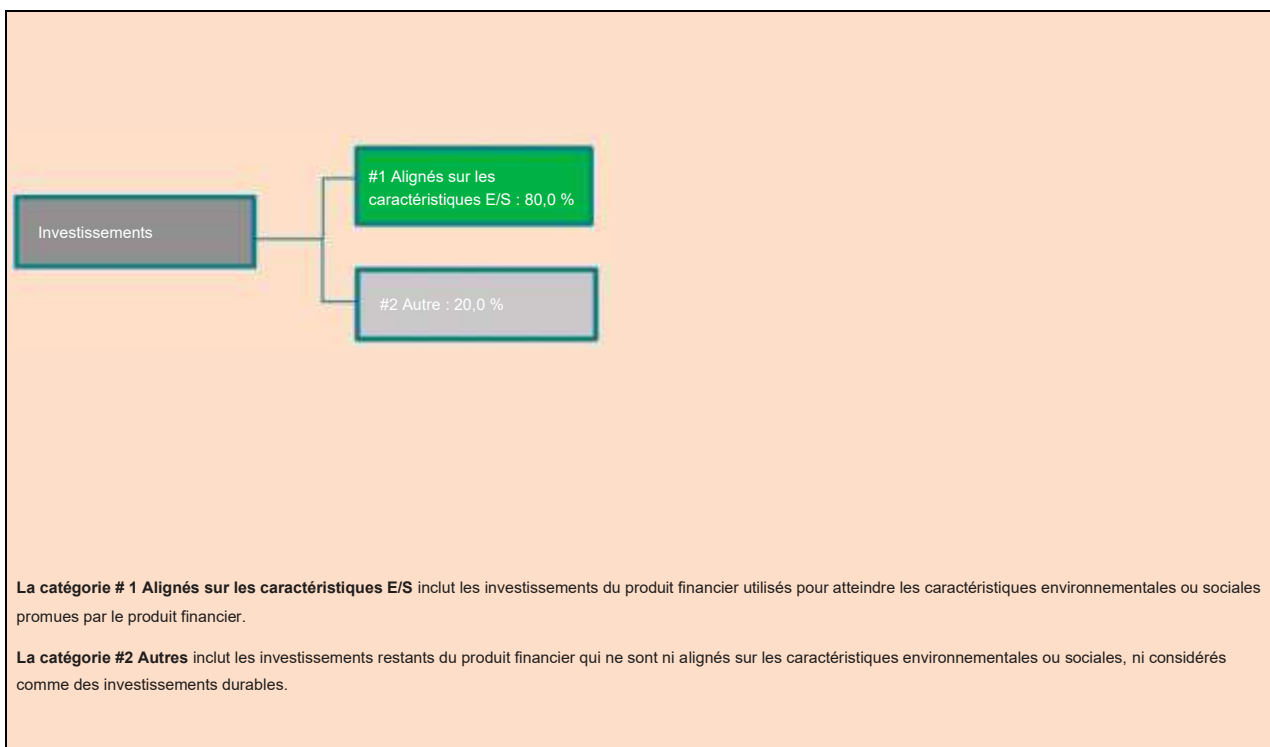 #1 Alignés sur les
caractéristiques E/S : 80,0 %
Investissements
#2 Autre : 20,0 %
La catégorie # 1 Alignés sur les caractéristiques E/S inclut les investissements du produit financier utilisés pour atteindre les caractéristiques environnementales ou sociales
promues par le produit financier.
La catégorie #2 Autres inclut les investissements restants du produit financier qui ne sont ni alignés sur les caractéristiques environnementales ou sociales, ni considérés
comme des investissements durables.